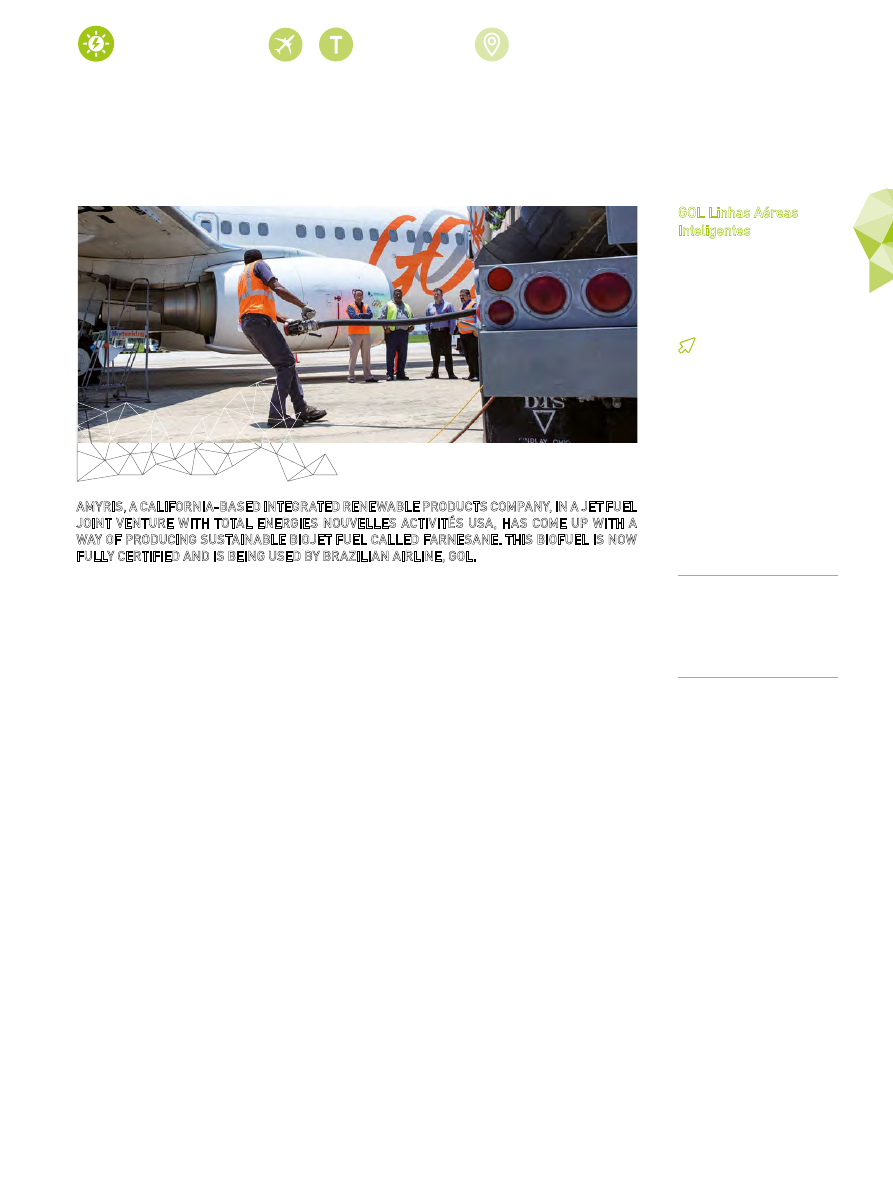 T
GOL Linhas Aéreas
Inteligentes
DTS
AMYRIS, A CALIFORNIA-BASED INTEGRATED RENEWABLE PRODUCTS COMPANY, IN A JET FUEL
JOINT VENTURE WITH TOTAL ENERGIES NOUVELLES ACTIVITÉS USA, HAS COME UP WITH A
WAY OF PRODUCING SUSTAINABLE BIOJET FUEL CALLED FARNESANE. THIS BIOFUEL IS NOW
FULLY CERTIFIED AND IS BEING USED BY BRAZILIAN AIRLINE, GOL.